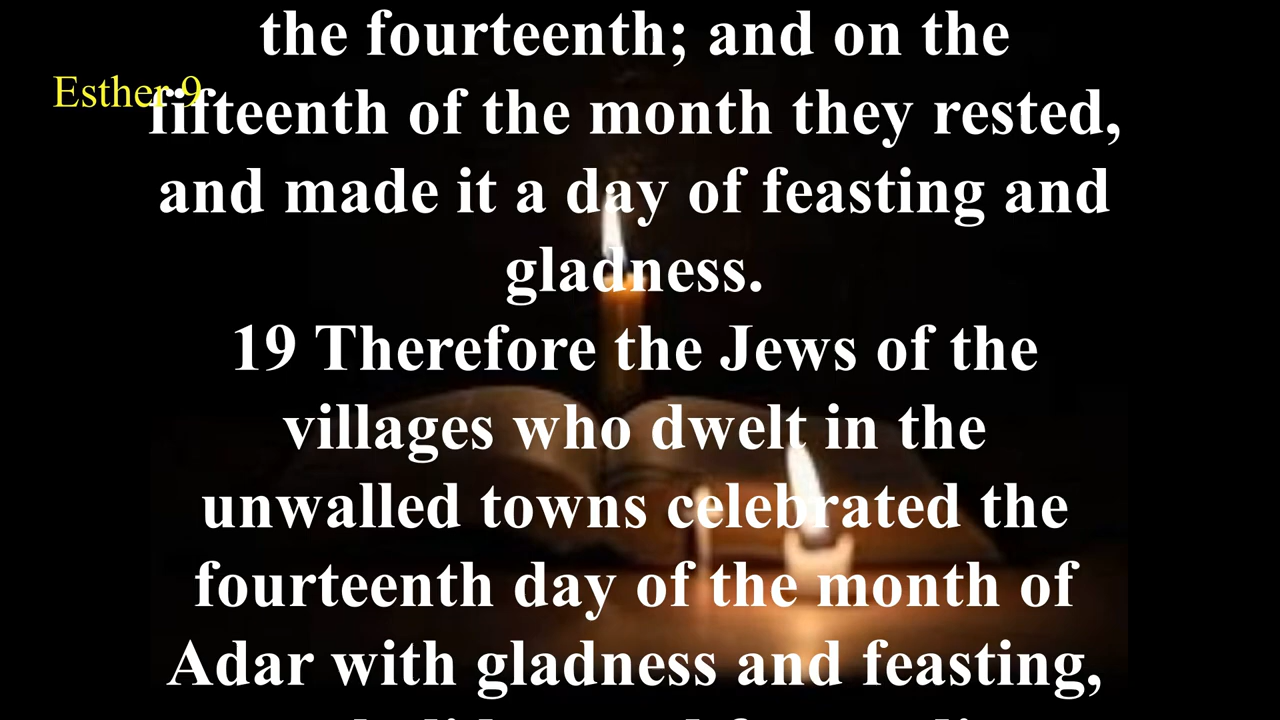 the fourteenth; and on the
Esther 9
fifteenth of the month they rested,
and made it a day of feasting and
gladness.
19 Therefore the Jews of the
villages who dwelt in the
unwalled towns celebrated the
fourteenth day of the month of
Adar with gladness and feasting,